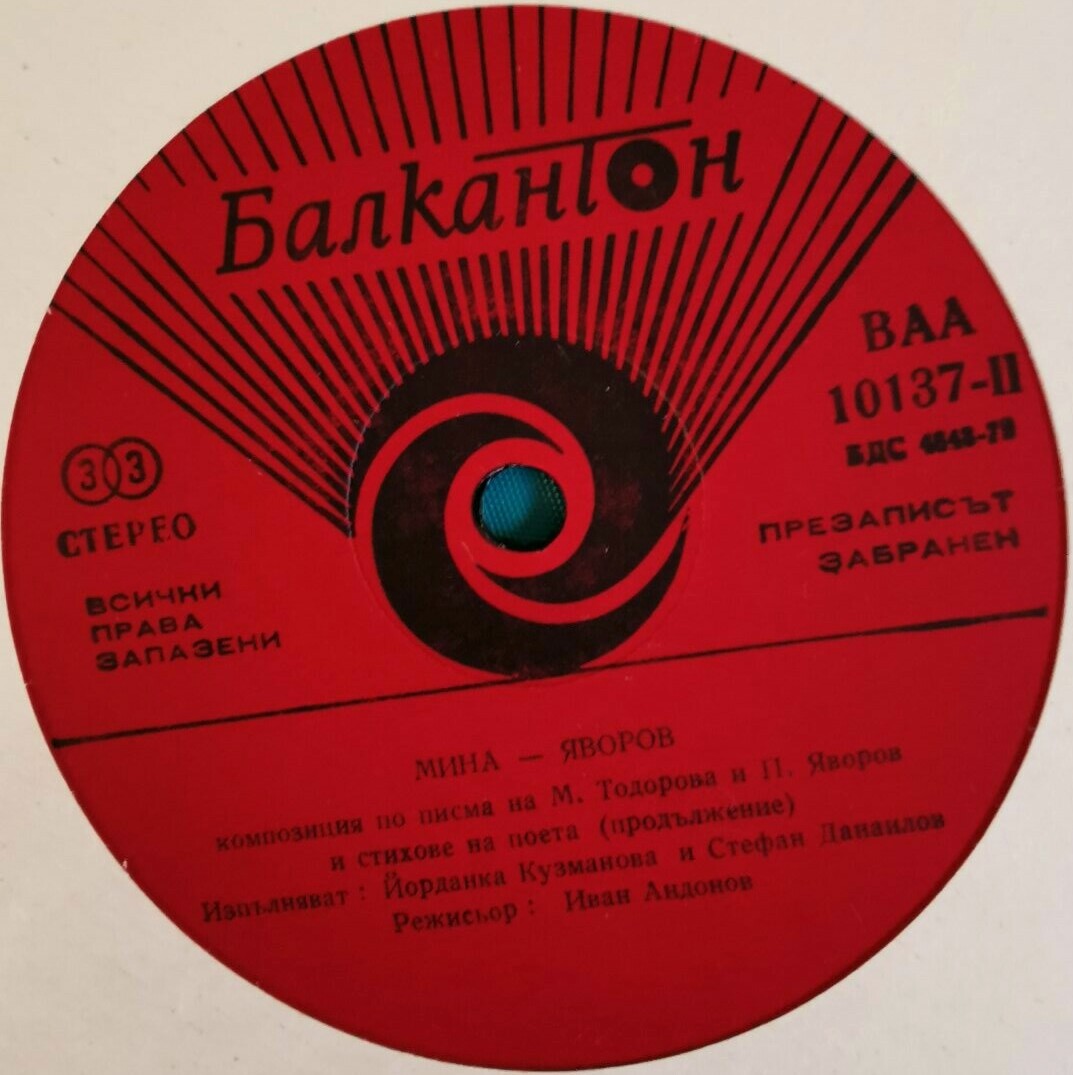 Балкантон
ВАА
10137-II
БДС
33
СТЕРЕО
ПРЕЗАПИСЪТ
ЗАБРАНЕН
ВСИЧКИ
ПРАВА
ЗАПАЗЕНИ
МИНА — ЯВОРОВ
композиция по писма на М. Тодорова и П. Яворов
и стихове на поета (продължение)
Изпълняват : Йорданка Кузманова и Стефан Данаилов
Режисьор : Иван Андонов